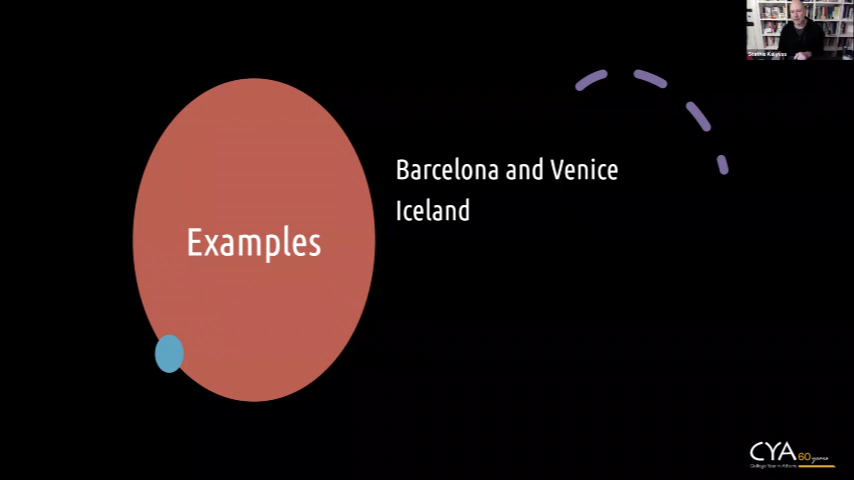 Examples
Barcelona and Venice
Iceland
CYA 60 years
College Year in Athens